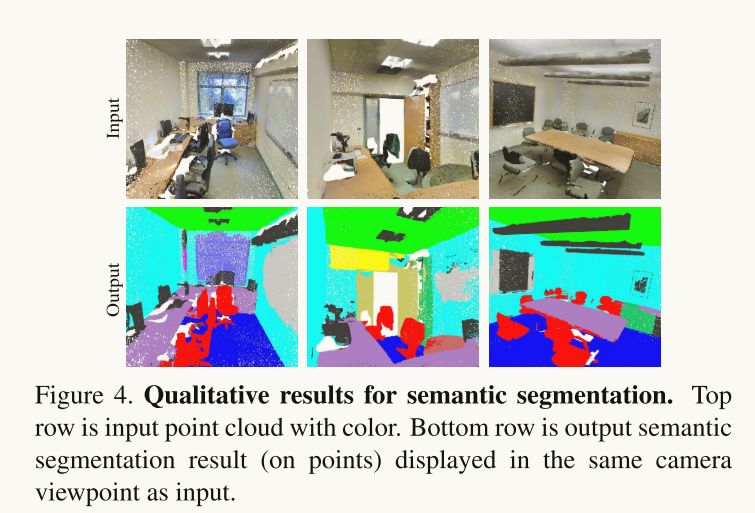 Input
Output
Figure 4. Qualitative results for semantic segmentation. Top
row is input point cloud with color. Bottom row is output semantic
segmentation result (on points) displayed in the same camera
viewpoint as input.